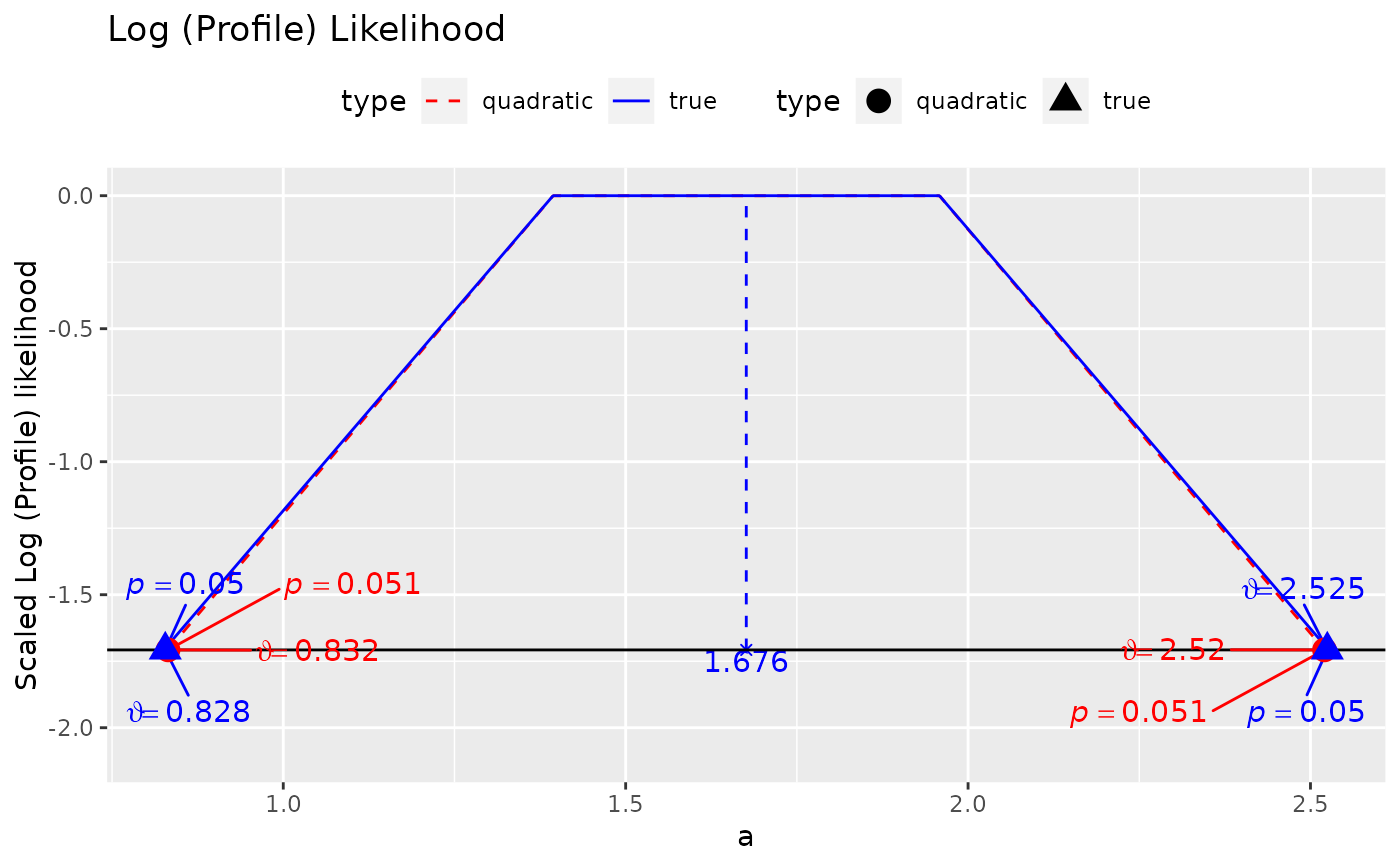 Log (Profile) Likelihood
type quadratic true type quadratic true
Scaled Log (Profile) likelihood
0.0
-0.5
-1.0
-1.5
-2.0
p = 0.05
p = 0.051
ϑ= 2.525
ϑ= 0.832
1.676
ϑ= 2.52
ϑ= 0.828
p = 0.051
p = 0.05
1.0 1.5 2.0 2.5
a